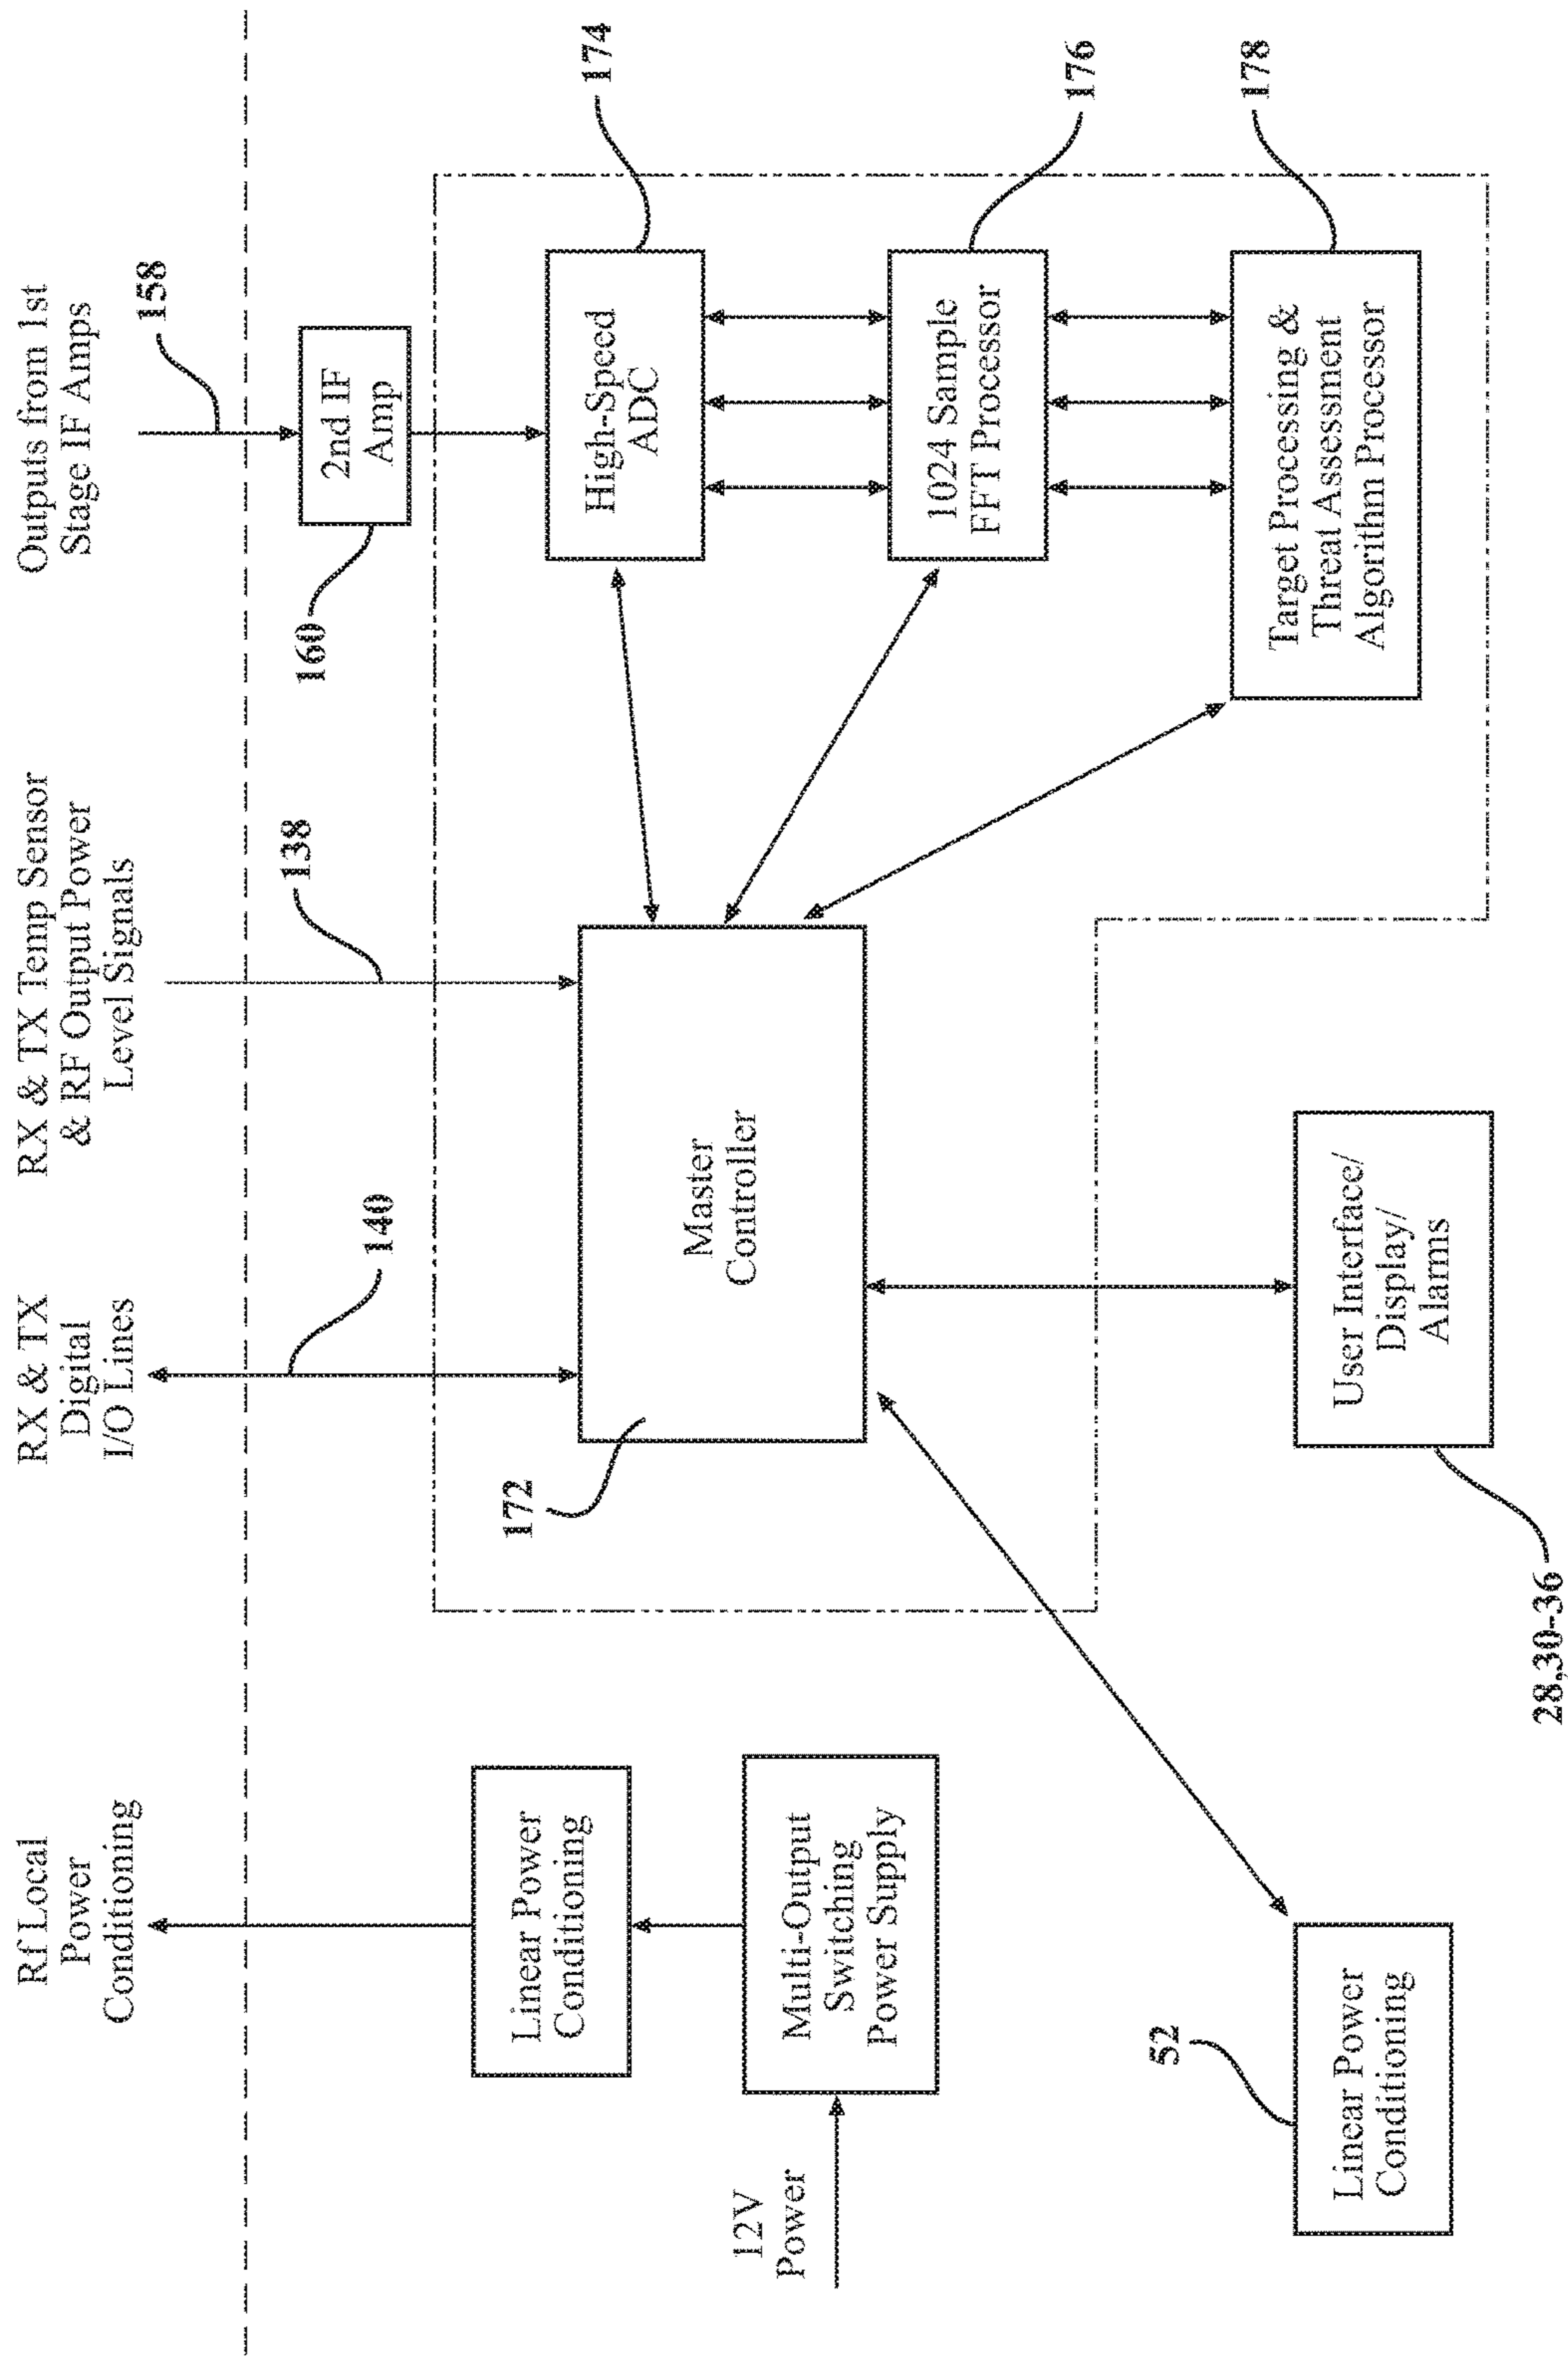 Rf Local
Power
Conditioning
RX & TX
Digital
I/O Lines
RX & TX Temp Sensor
& RF Output Power
Level Signals
Outputs from 1st
Stage IF Amps
158
140
138
160
2nd IF
Amp
Linear Power
Conditioning
172
Master
Controller
High-Speed
ADC
174
12V
Power
Multi-Output
Switching
Power Supply
1024 Sample
FFT Processor
176
52
Linear Power
Conditioning
User Interface/
Display/
Alarms
28,30-36
Target Processing &
Threat Assessment
Algorithm Processor
178